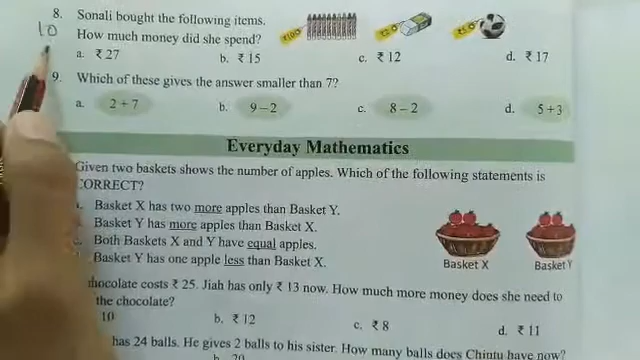 8. Sonali bought the following items.
10 How much money did she spend?
a. ₹ 27 b. ₹ 15 c. ₹ 12 d. ₹ 17
9. Which of these gives the answer smaller than 7?
a. 2 + 7 b. 9 – 2 c. 8 – 2 d. 5 + 3
Everyday Mathematics
Given two baskets shows the number of apples. Which of the following statements is
ORRECT?
Basket X has two more apples than Basket Y.
Basket Y has more apples than Basket X.
Both Baskets X and Y have equal apples.
Basket Y has one apple less than Basket X.
Basket X Basket Y
hocolate costs ₹ 25. Jiah has only ₹ 13 now. How much more money does she need to
the chocolate?
10 b. ₹ 12 c. ₹ 8 d. ₹ 11
has 24 balls. He gives 2 balls to his sister. How many balls does Chintu have now?
b. 20